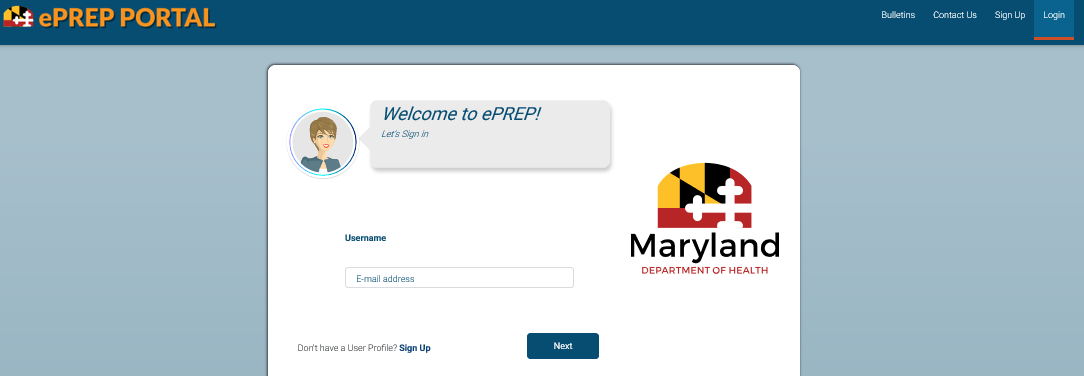 ePREP PORTAL
Bulletins Contact Us Sign Up Login
Welcome to ePREP!
Let's Sign in
Username
E-mail address
Don't have a User Profile? Sign Up
Next
Maryland
DEPARTMENT OF HEALTH